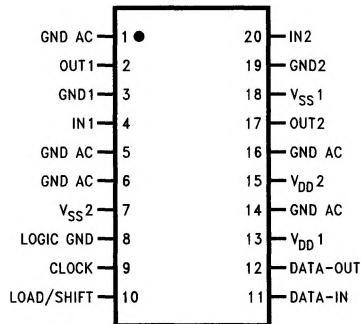 GND AC 1 20 IN2
OUT1 2 19 GND2
GND1 3 18 VSS1
IN1 4 17 OUT2
GND AC 5 16 GND AC
GND AC 6 15 VDD2
VSS2 7 14 GND AC
LOGIC GND 8 13 VDD1
CLOCK 9 12 DATA-OUT
LOAD/SHIFT 10 11 DATA-IN